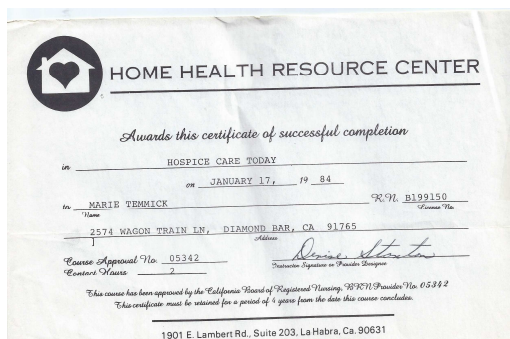 HOME HEALTH RESOURCE CENTER
Awards this certificate of successful completion
in HOSPICE CARE TODAY
on JANUARY 17, 19 84
to MARIE TEMMICK R.N. B199150
Name License No.
2574 WAGON TRAIN LN, DIAMOND BAR, CA 91765
Address
Course Approval No. 05342 Denise Stanton
Contact Hours 2 Instructor Signature or Provider Designee
This course has been approved by the California Board of Registered Nursing, BRN Provider No. 05342
This certificate must be retained for a period of 4 years from the date this course concludes.
1901 E. Lambert Rd., Suite 203, La Habra, Ca. 90631